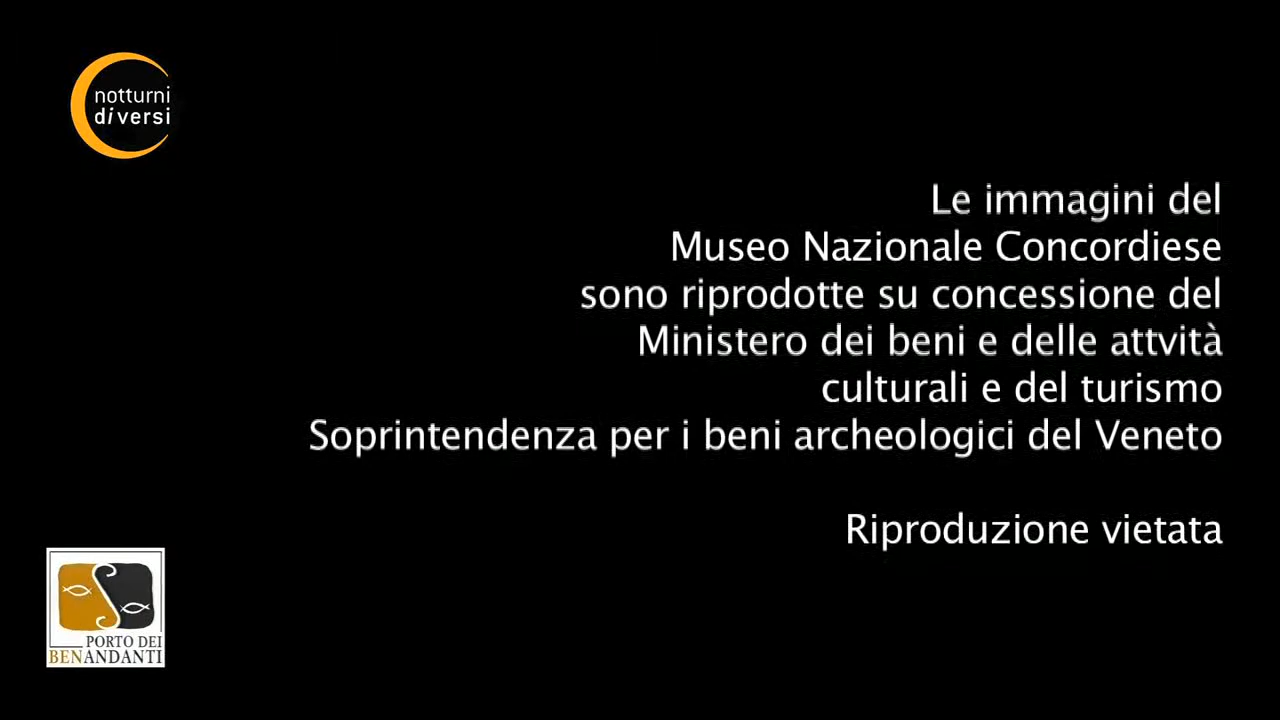 notturni
diversi
Le immagini del
Museo Nazionale Concordiese
sono riprodotte su concessione del
Ministero dei beni e delle attvità
culturali e del turismo
Soprintendenza per i beni archeologici del Veneto
Riproduzione vietata
PORTO DEI
BENANDANTI